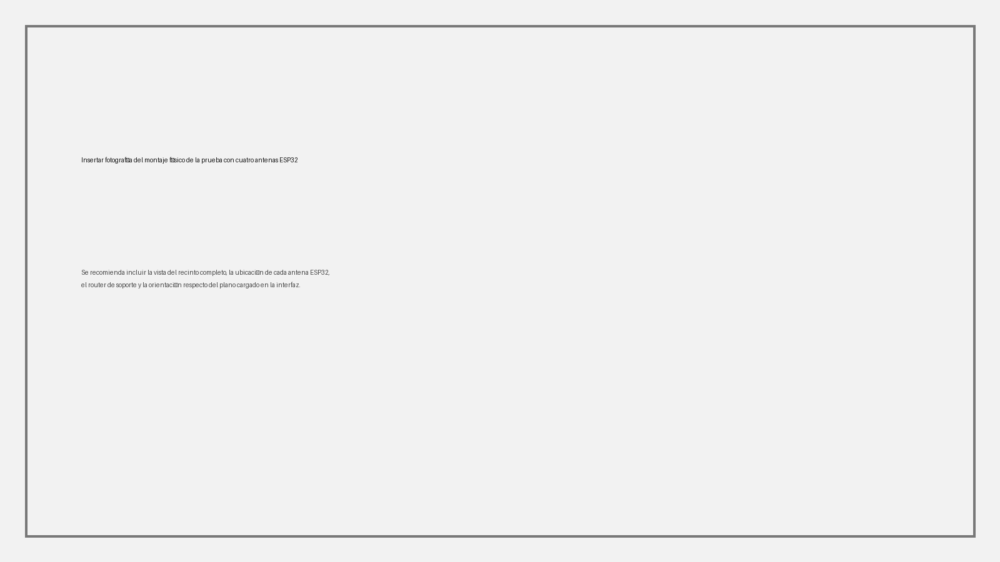 Insertar fotograf□a del montaje f□sico de la prueba con cuatro antenas ESP32
Se recomienda incluir la vista del recinto completo, la ubicaci□n de cada antena ESP32,
el router de soporte y la orientaci□n respecto del plano cargado en la interfaz.